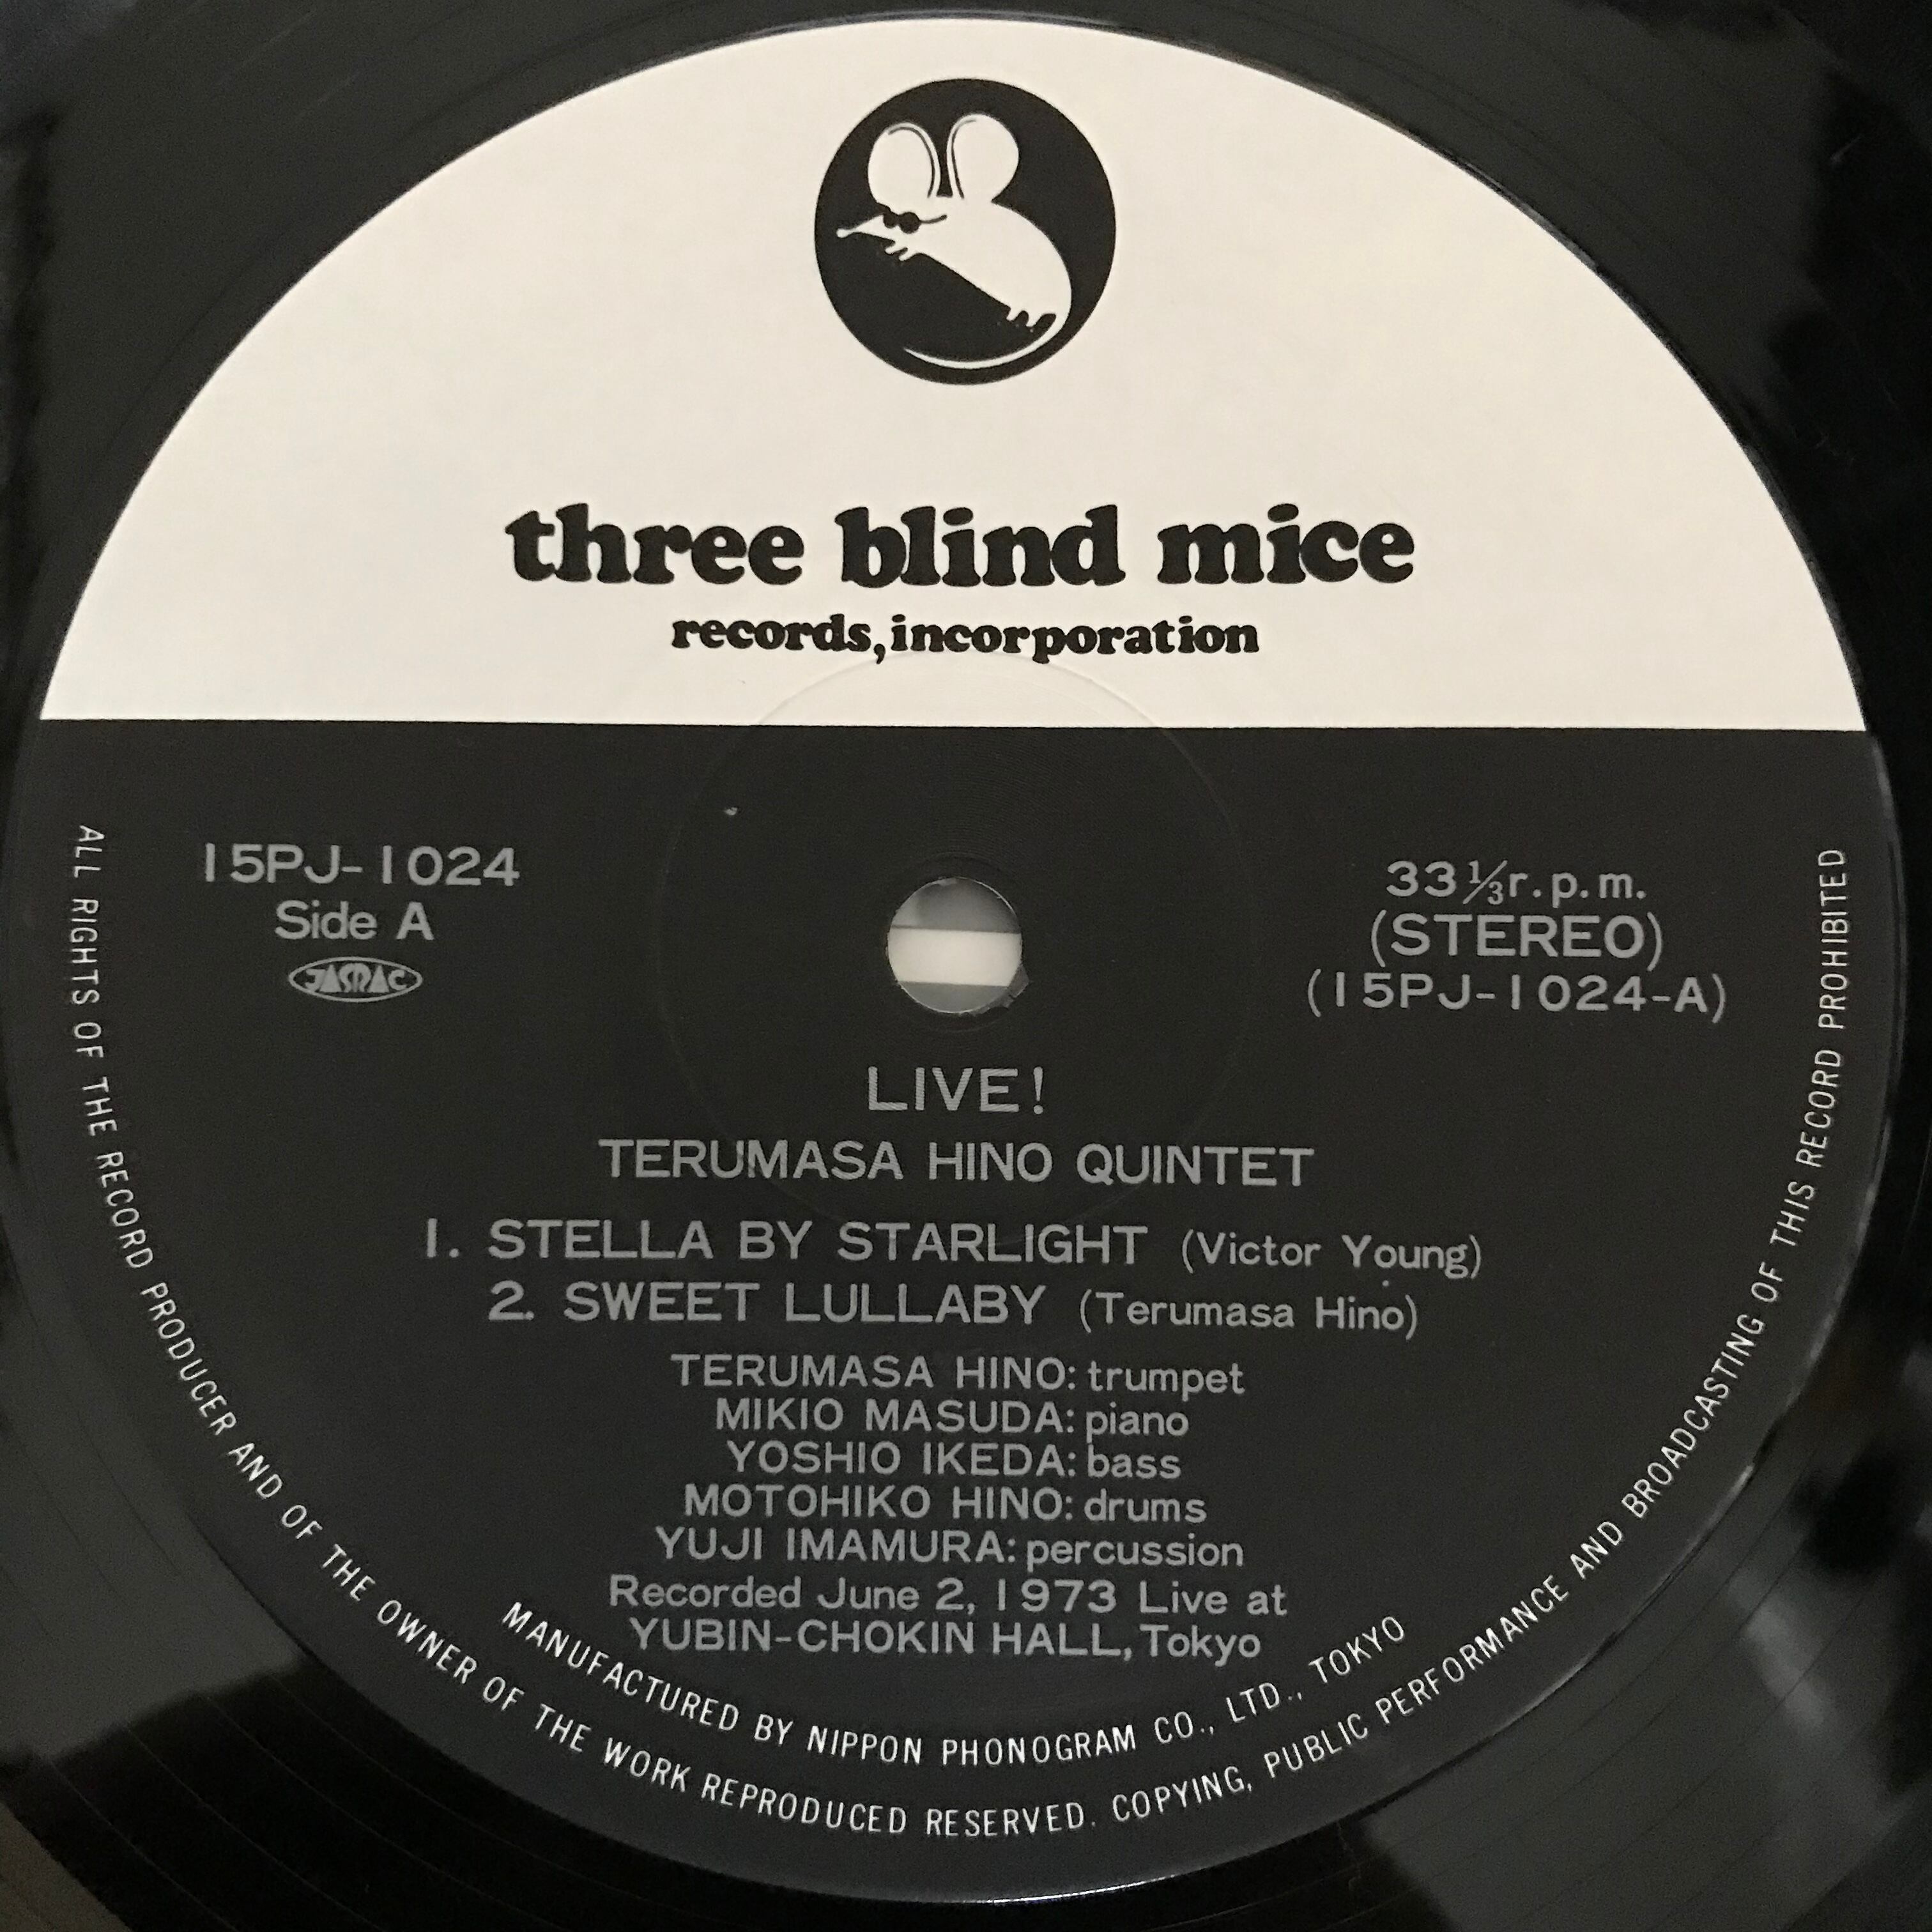 three blind mice
records, incorporation
15PJ-1024
Side A
JASRAC
33⅓r.p.m.
(STEREO)
(15PJ-1024-A)
LIVE!
TERUMASA HINO QUINTET
1. STELLA BY STARLIGHT (Victor Young)
2. SWEET LULLABY (Terumasa Hino)
TERUMASA HINO: trumpet
MIKIO MASUDA: piano
YOSHIO IKEDA: bass
MOTOHIKO HINO: drums
YUJI IMAMURA: percussion
Recorded June 2, 1973 Live at
YUBIN-CHOKIN HALL, Tokyo
MANUFACTURED BY NIPPON PHONOGRAM CO., LTD., TOKYO
ALL RIGHTS OF THE RECORD PRODUCER AND OF THE OWNER OF THE WORK REPRODUCED RESERVED. COPYING, PUBLIC PERFORMANCE AND BROADCASTING OF THIS RECORD PROHIBITED